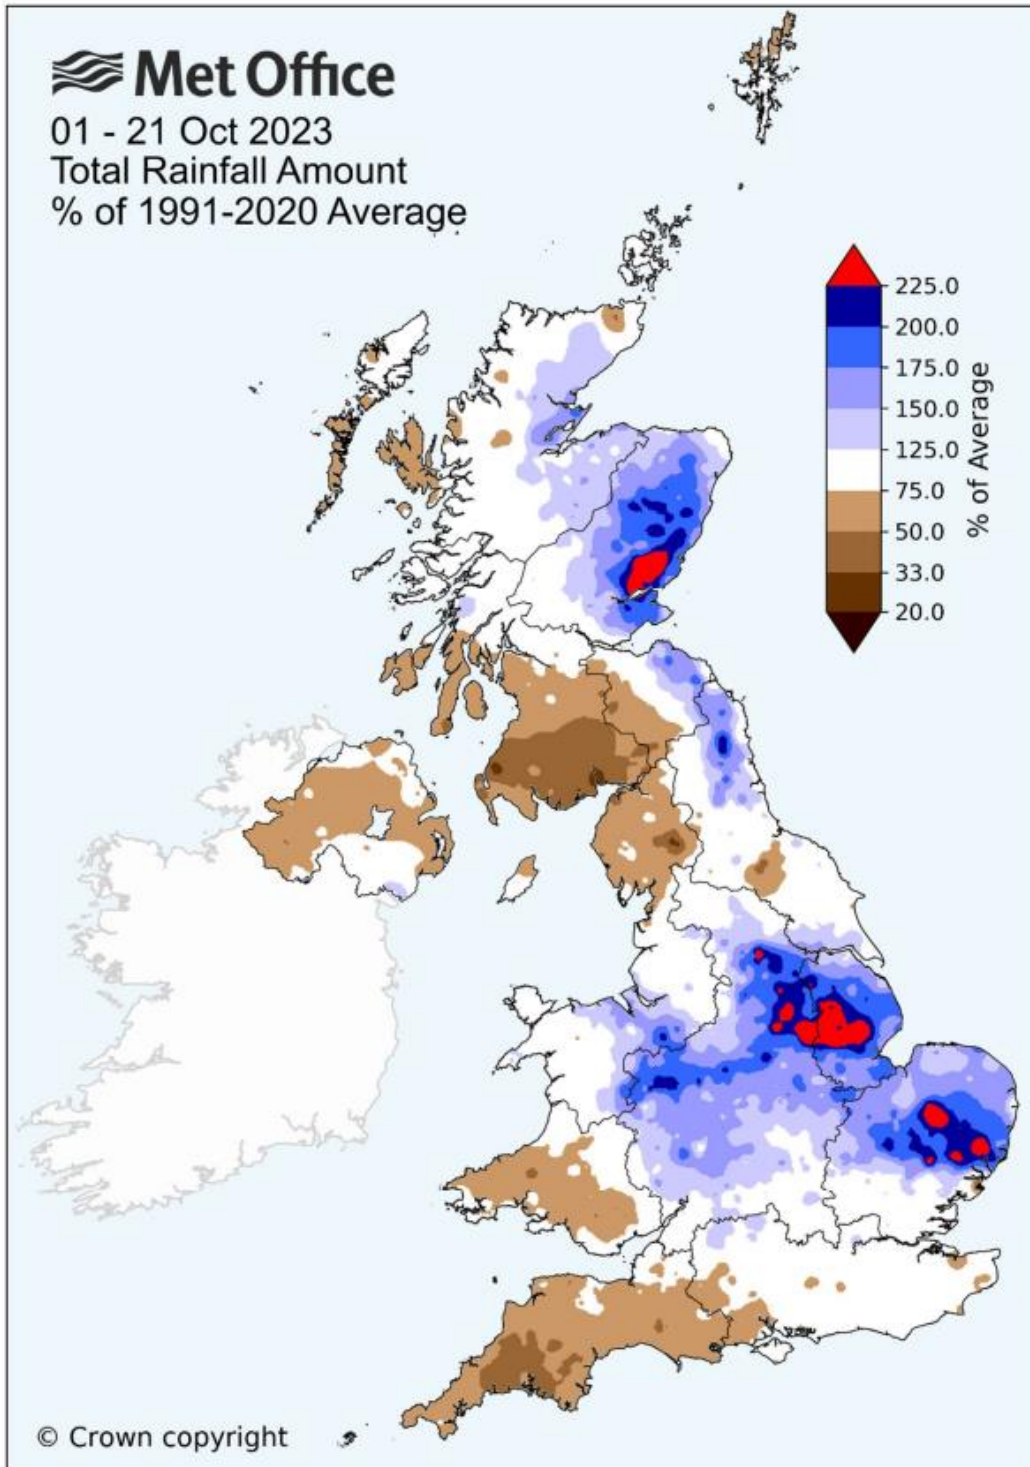 Met Office
01 - 21 Oct 2023
Total Rainfall Amount
% of 1991-2020 Average
225.0
200.0
175.0
150.0
125.0
75.0
50.0
33.0
20.0
% of Average
© Crown copyright